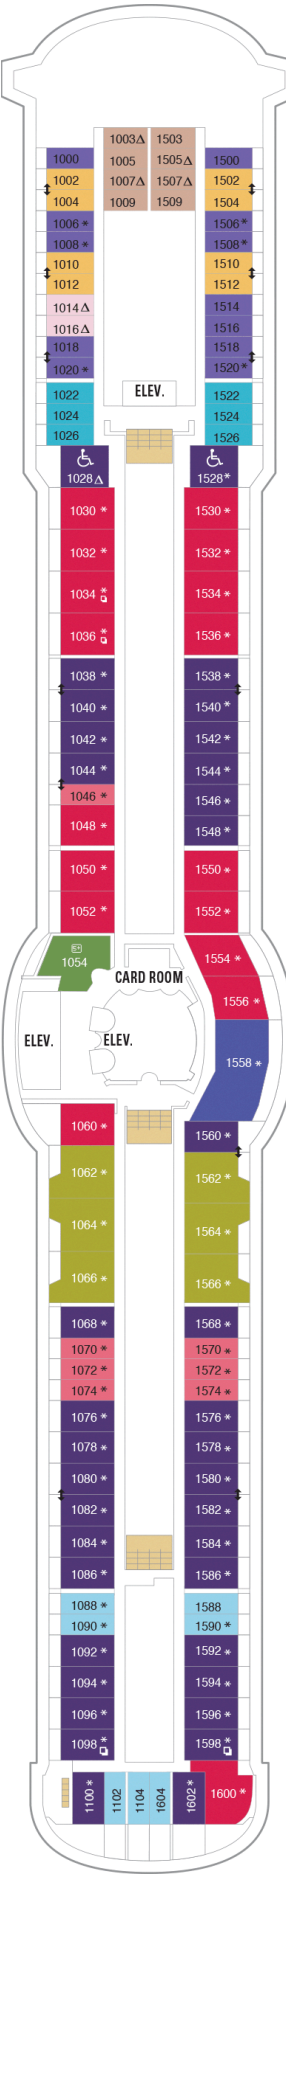 1003∆ 1503
1000 1005 1505∆ 1500
1002 1007∆ 1507∆ 1502
1004 1009 1509 1504
1006 * 1506 *
1008 * 1508 *
1010 1510
1012 1512
1014∆ 1514
1016∆ 1516
1018 1518
1020 * 1520 *
1022 ELEV. 1522
1024 1524
1026 1526
1028∆ 1528 *
1030 * 1530 *
1032 * 1532 *
1034 * 1534 *
1036 * 1536 *
1038 * 1538 *
1040 * 1540 *
1042 * 1542 *
1044 * 1544 *
1046 * 1546 *
1048 * 1548 *
1050 * 1550 *
1052 * 1552 *
1054 1554 *
CARD ROOM
1556 *
ELEV. ELEV.
1558 *
1060 * 1560 *
1062 * 1562 *
1064 * 1564 *
1066 * 1566 *
1068 * 1568 *
1070 * 1570 *
1072 * 1572 *
1074 * 1574 *
1076 * 1576 *
1078 * 1578 *
1080 * 1580 *
1082 * 1582 *
1084 * 1584 *
1086 * 1586 *
1088 * 1588
1090 * 1590 *
1092 * 1592 *
1094 * 1594 *
1096 * 1596 *
1098 * 1598 *
1100 * 1102 1104 1604 1602 * 1600 *